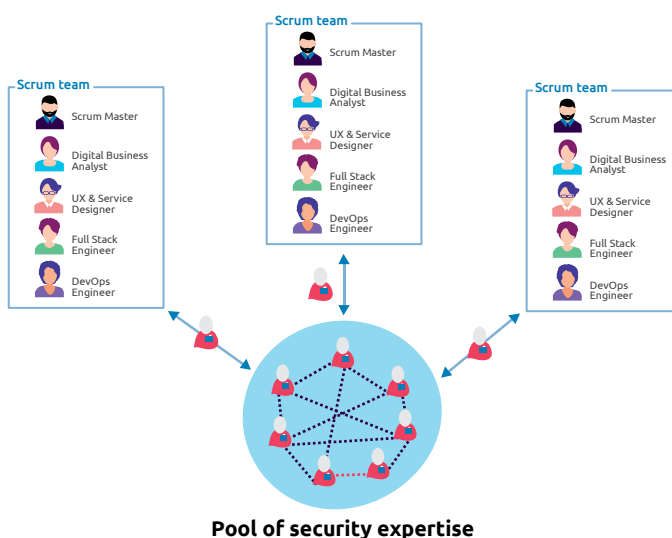 Scrum team
Scrum Master
Digital Business
Analyst
UX & Service
Designer
Full Stack
Engineer
DevOps
Engineer
Scrum team
Scrum Master
Digital Business
Analyst
UX & Service
Designer
Full Stack
Engineer
DevOps
Engineer
Scrum team
Scrum Master
Digital Business
Analyst
UX & Service
Designer
Full Stack
Engineer
DevOps
Engineer
Pool of security expertise